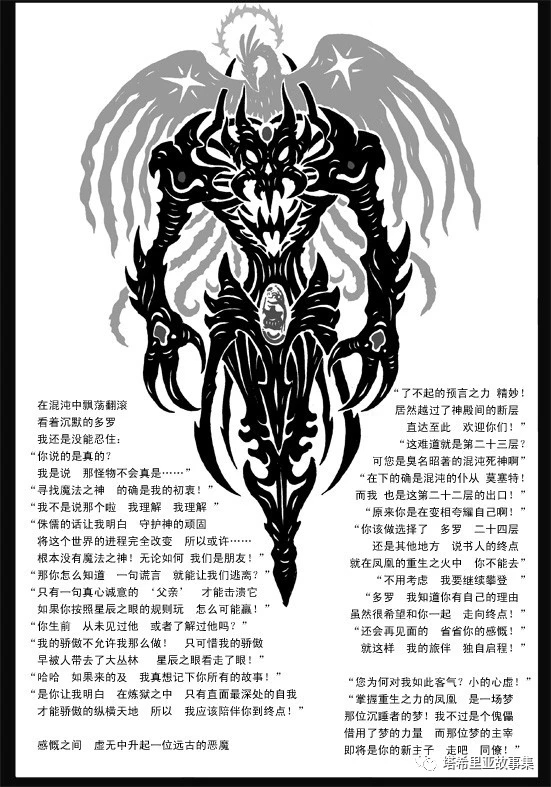 在混沌中飘荡翻滚
看着沉默的多罗
我还是没能忍住：
“你说的是真的？
我是说 那怪物不会真是……”
“寻找魔法之神 的确是我的初衷！”
“我不是说那个啦 我理解 我理解 ”
“侏儒的话让我明白 守护神的顽固
将这个世界的进程完全改变 所以或许……
根本没有魔法之神！无论如何 我们是朋友！”
“那你怎么知道 一句谎言 就能让我们逃离？”
“只有一句真心诚意的‘父亲’ 才能击溃它
如果你按照星辰之眼的规则玩 怎么可能赢！”
“你生前 从未见过他 或者了解过他吗？”
“我的骄傲不允许我那么做！ 只可惜我的骄傲
早被人带去了大丛林 星辰之眼看走了眼！”
“哈哈 如果来的及 我真想记下你所有的故事！”
“是你让我明白 在炼狱之中 只有直面最深处的自我
才能骄傲的纵横天地 所以 我应该陪伴你到终点！”
感慨之间 虚无中升起一位远古的恶魔
“了不起的预言之力 精妙！
居然越过了神殿间的断层
直达至此 欢迎你们！”
“这难道就是第二十三层？
可您是臭名昭著的混沌死神啊”
“在下的确是混沌的仆从 莫塞特！
而我 也是这第二十二层的出口！”
“原来你是在变相夸耀自己啊！”
“你该做选择了 多罗 二十四层
还是其他地方 说书人的终点
就在凤凰的重生之火中 你不能去”
“不用考虑 我要继续攀登 ”
“多罗 我知道你有自己的理由
虽然很希望和你一起 走向终点！”
“还会再见面的 省省你的感慨！”
就这样 我的旅伴 独自启程！”
“您为何对我如此客气？小的心虚！”
“掌握重生之力的凤凰 是一场梦
那位沉睡者的梦！我不过是个傀儡
借用了梦的力量 而那位梦的主宰
即将是你的新主子 走吧 同僚！”
塔希里亚故事集